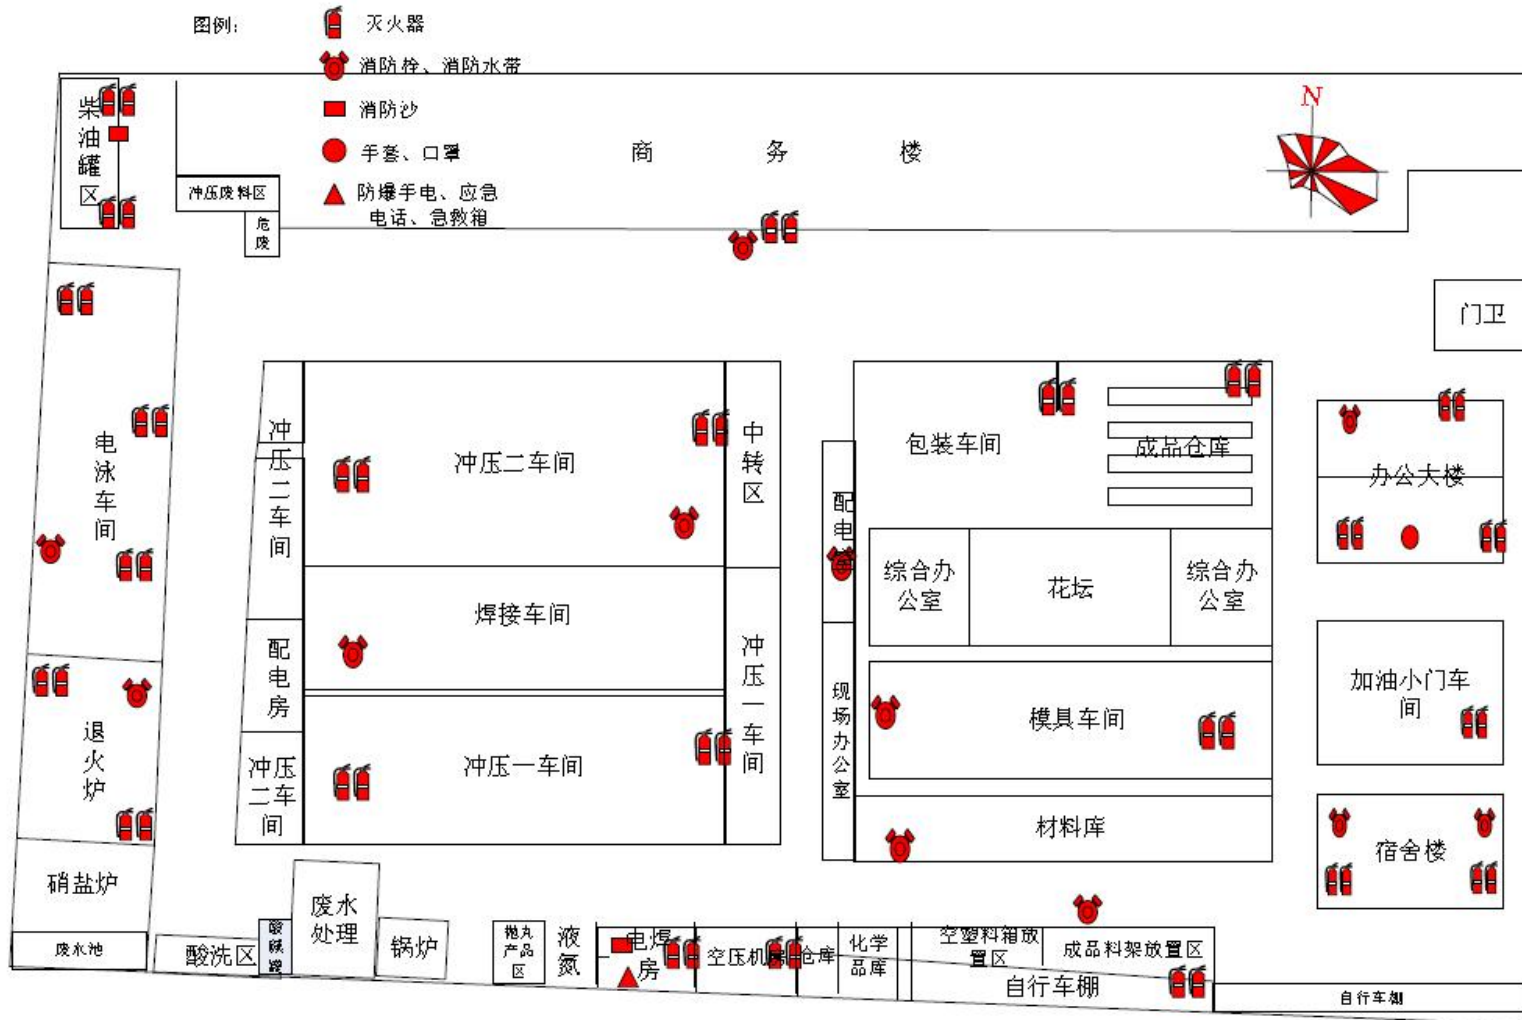 图例:
灭火器
消防栓、消防水带
消防沙
手套、口罩
防爆手电、应急
电话、急救箱
N
商 务 楼
柴
油
罐
区
冲压废料区
危
废
门卫
电
泳
车
间
冲
压
二
车
间
冲压二车间
中
转
区
包装车间
成品仓库
办公大楼
配
电
综合办
公室
花坛
综合办
公室
焊接车间
配
电
房
冲
压
一
车
间
现
场
办
公
室
模具车间
加油小门车
间
退
火
炉
冲压
二车
间
冲压一车间
材料库
宿舍楼
硝盐炉
废水池
酸洗区
酸
碱
罐
废水
处理
锅炉
抛丸
产品
区
液
氮
电焊
房
空压机房
仓库
化学
品库
空塑料箱放
置区
成品料架放置区
自行车棚
自行车棚